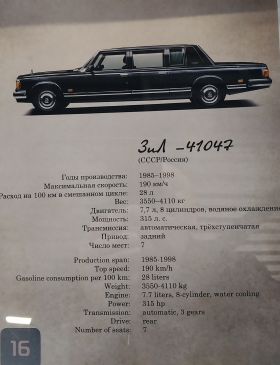 ЗиЛ -41047
(СССР/Россия)
Годы производства: 1985-1998
Максимальная скорость: 190 км/ч
Расход на 100 км в смешанном цикле: 28 л
Вес: 3550-4110 кг
Двигатель: 7,7 л, 8 цилиндров, водяное охлаждение
Мощность: 315 л. с.
Трансмиссия: автоматическая, трёхступенчатая
Привод: задний
Число мест: 7
Production span: 1985-1998
Top speed: 190 km/h
Gasoline consumption per 100 km: 28 liters
Weight: 3550-4110 kg
Engine: 7.7 liters, 8-cylinder, water cooling
Power: 315 hp
Transmission: automatic, 3 gears
Drive: rear
Number of seats: 7
16